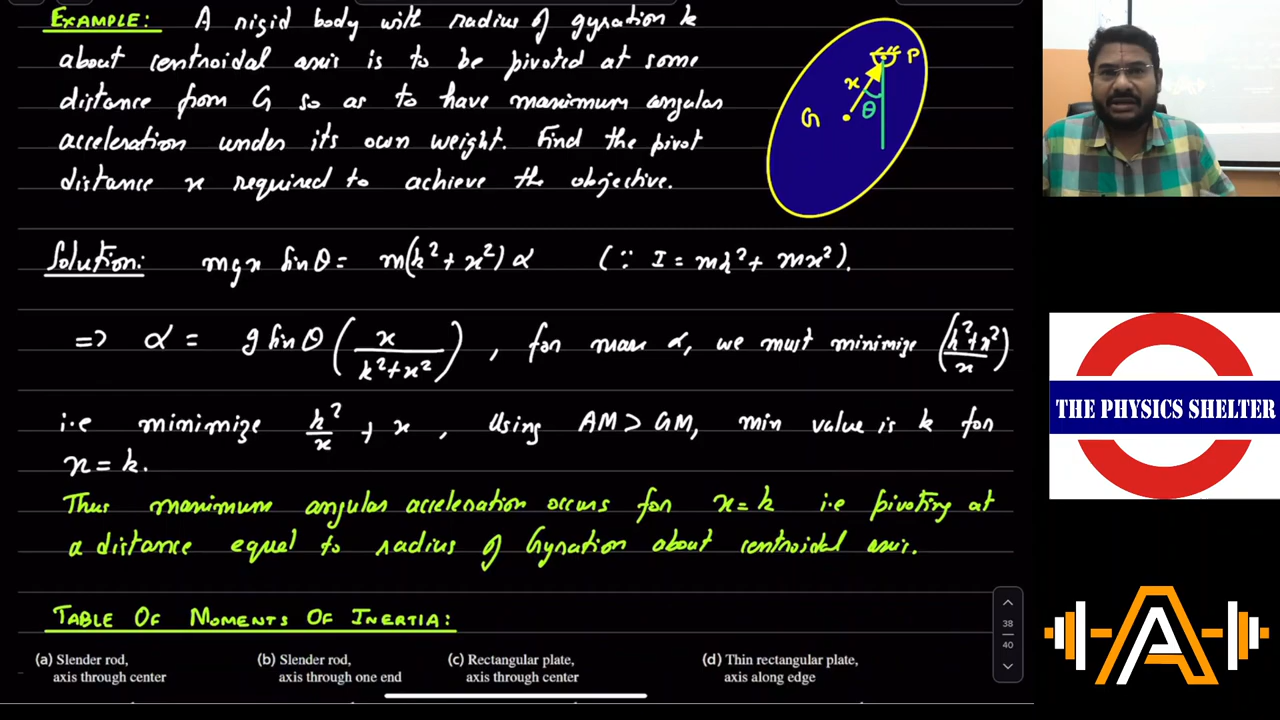 EXAMPLE: A rigid body with radius of gyration k
about centroidal axis is to be pivoted at some
distance from G so as to have maximum angular
acceleration under its own weight. Find the pivot
distance x required to achieve the objective.
P
x
G
θ
Solution: mgx sinθ = m(k²+x²)α (∵ I = mk²+ mx²).
=> α = g sinθ (x/(k²+x²)), for max α, we must minimize ((k²+x²)/x)
i.e minimize k²/x + x, Using AM > GM, min value is k for
x = k.
Thus maximum angular acceleration occurs for x=k i.e pivoting at
a distance equal to radius of Gyration about centroidal axis.
THE PHYSICS SHELTER
TABLE OF MOMENTS OF INERTIA:
38
40
(a) Slender rod,
axis through center
(b) Slender rod,
axis through one end
(c) Rectangular plate,
axis through center
(d) Thin rectangular plate,
axis along edge